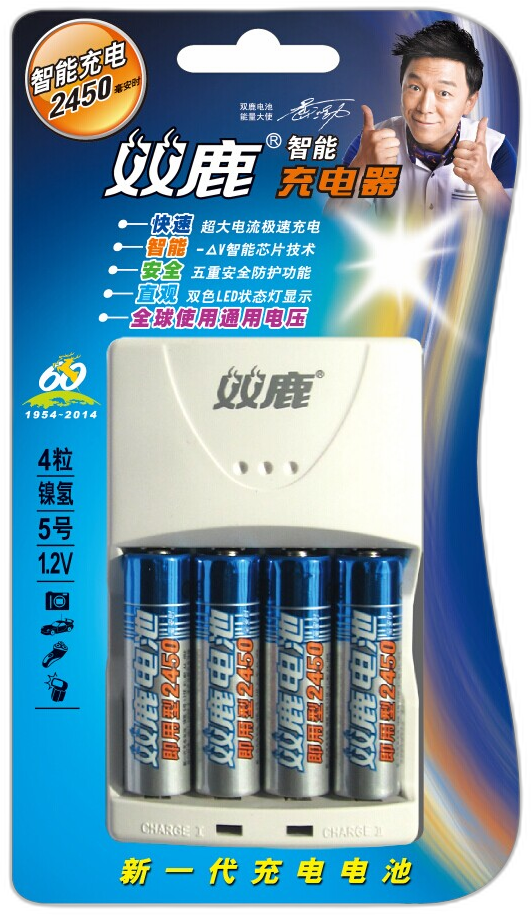 智能充电
2450毫安时
双鹿电池
能量大使
双鹿® 智能
充电器
快速 超大电流极速充电
智能 -△V智能芯片技术
安全 五重安全防护功能
直观 双色LED状态灯显示
全球使用通用电压
双鹿®
60
1954-2014
4粒
镍氢
5号
1.2V
双鹿电池
即用型2450
双鹿电池
即用型2450
双鹿电池
即用型2450
双鹿电池
即用型2450
CHARGE 1
CHARGE 2
新一代充电电池